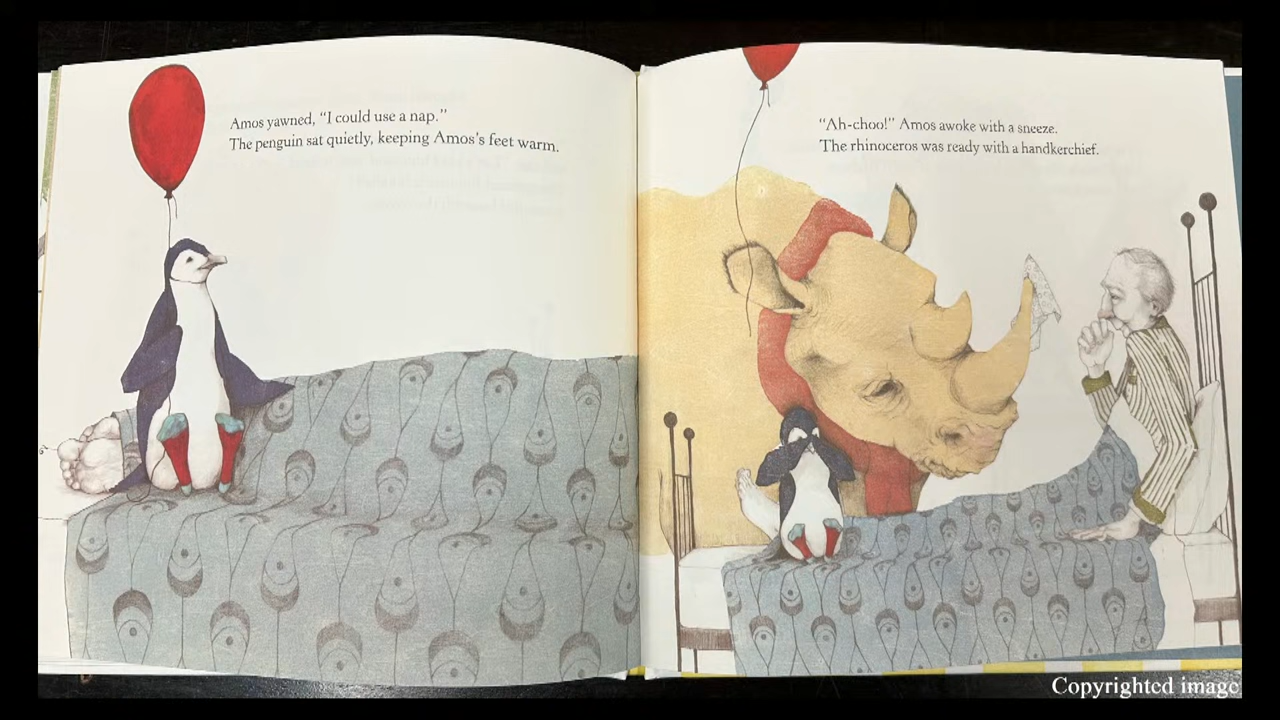 Amos yawned, “I could use a nap.”
The penguin sat quietly, keeping Amos’s feet warm.
“Ah-choo!” Amos awoke with a sneeze.
The rhinoceros was ready with a handkerchief.
Copyrighted image